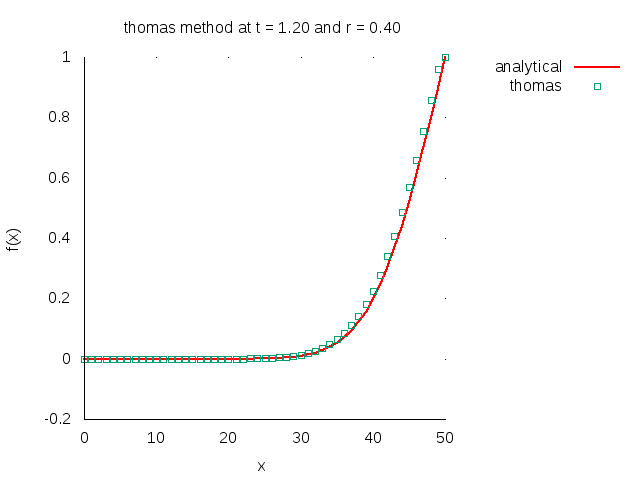 thomas method at t = 1.20 and r = 0.40
analytical
thomas
1
0.8
0.6
0.4
0.2
0
-0.2
f(x)
0 10 20 30 40 50
x